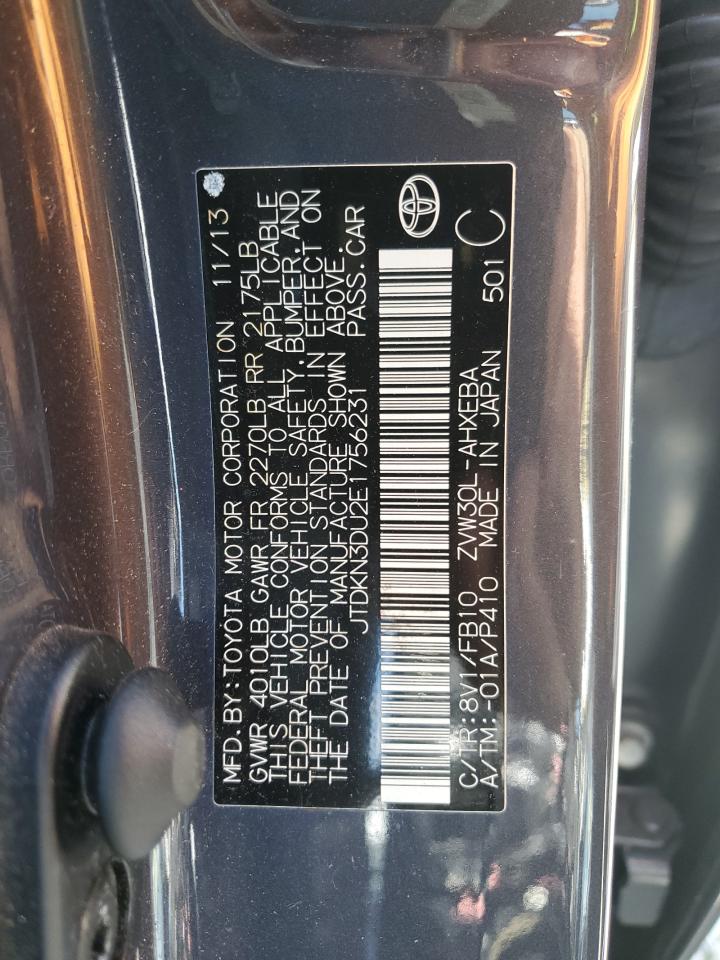 MFD.BY:TOYOTA MOTOR CORPORATION 11/13
GVWR 4010LB GAWR FR 2270LB RR 2175LB
THIS VEHICLE CONFORMS TO ALL APPLICABLE
FEDERAL MOTOR VEHICLE SAFETY,BUMPER,AND
THEFT PREVENTION STANDARDS IN EFFECT ON
THE DATE OF MANUFACTURE SHOWN ABOVE.
JTDKN3DU2E1756231 PASS.CAR
C/TR:8V1/FB10 ZVW30L-AHXEBA
A/TM:-01A/P410 MADE IN JAPAN 501 C